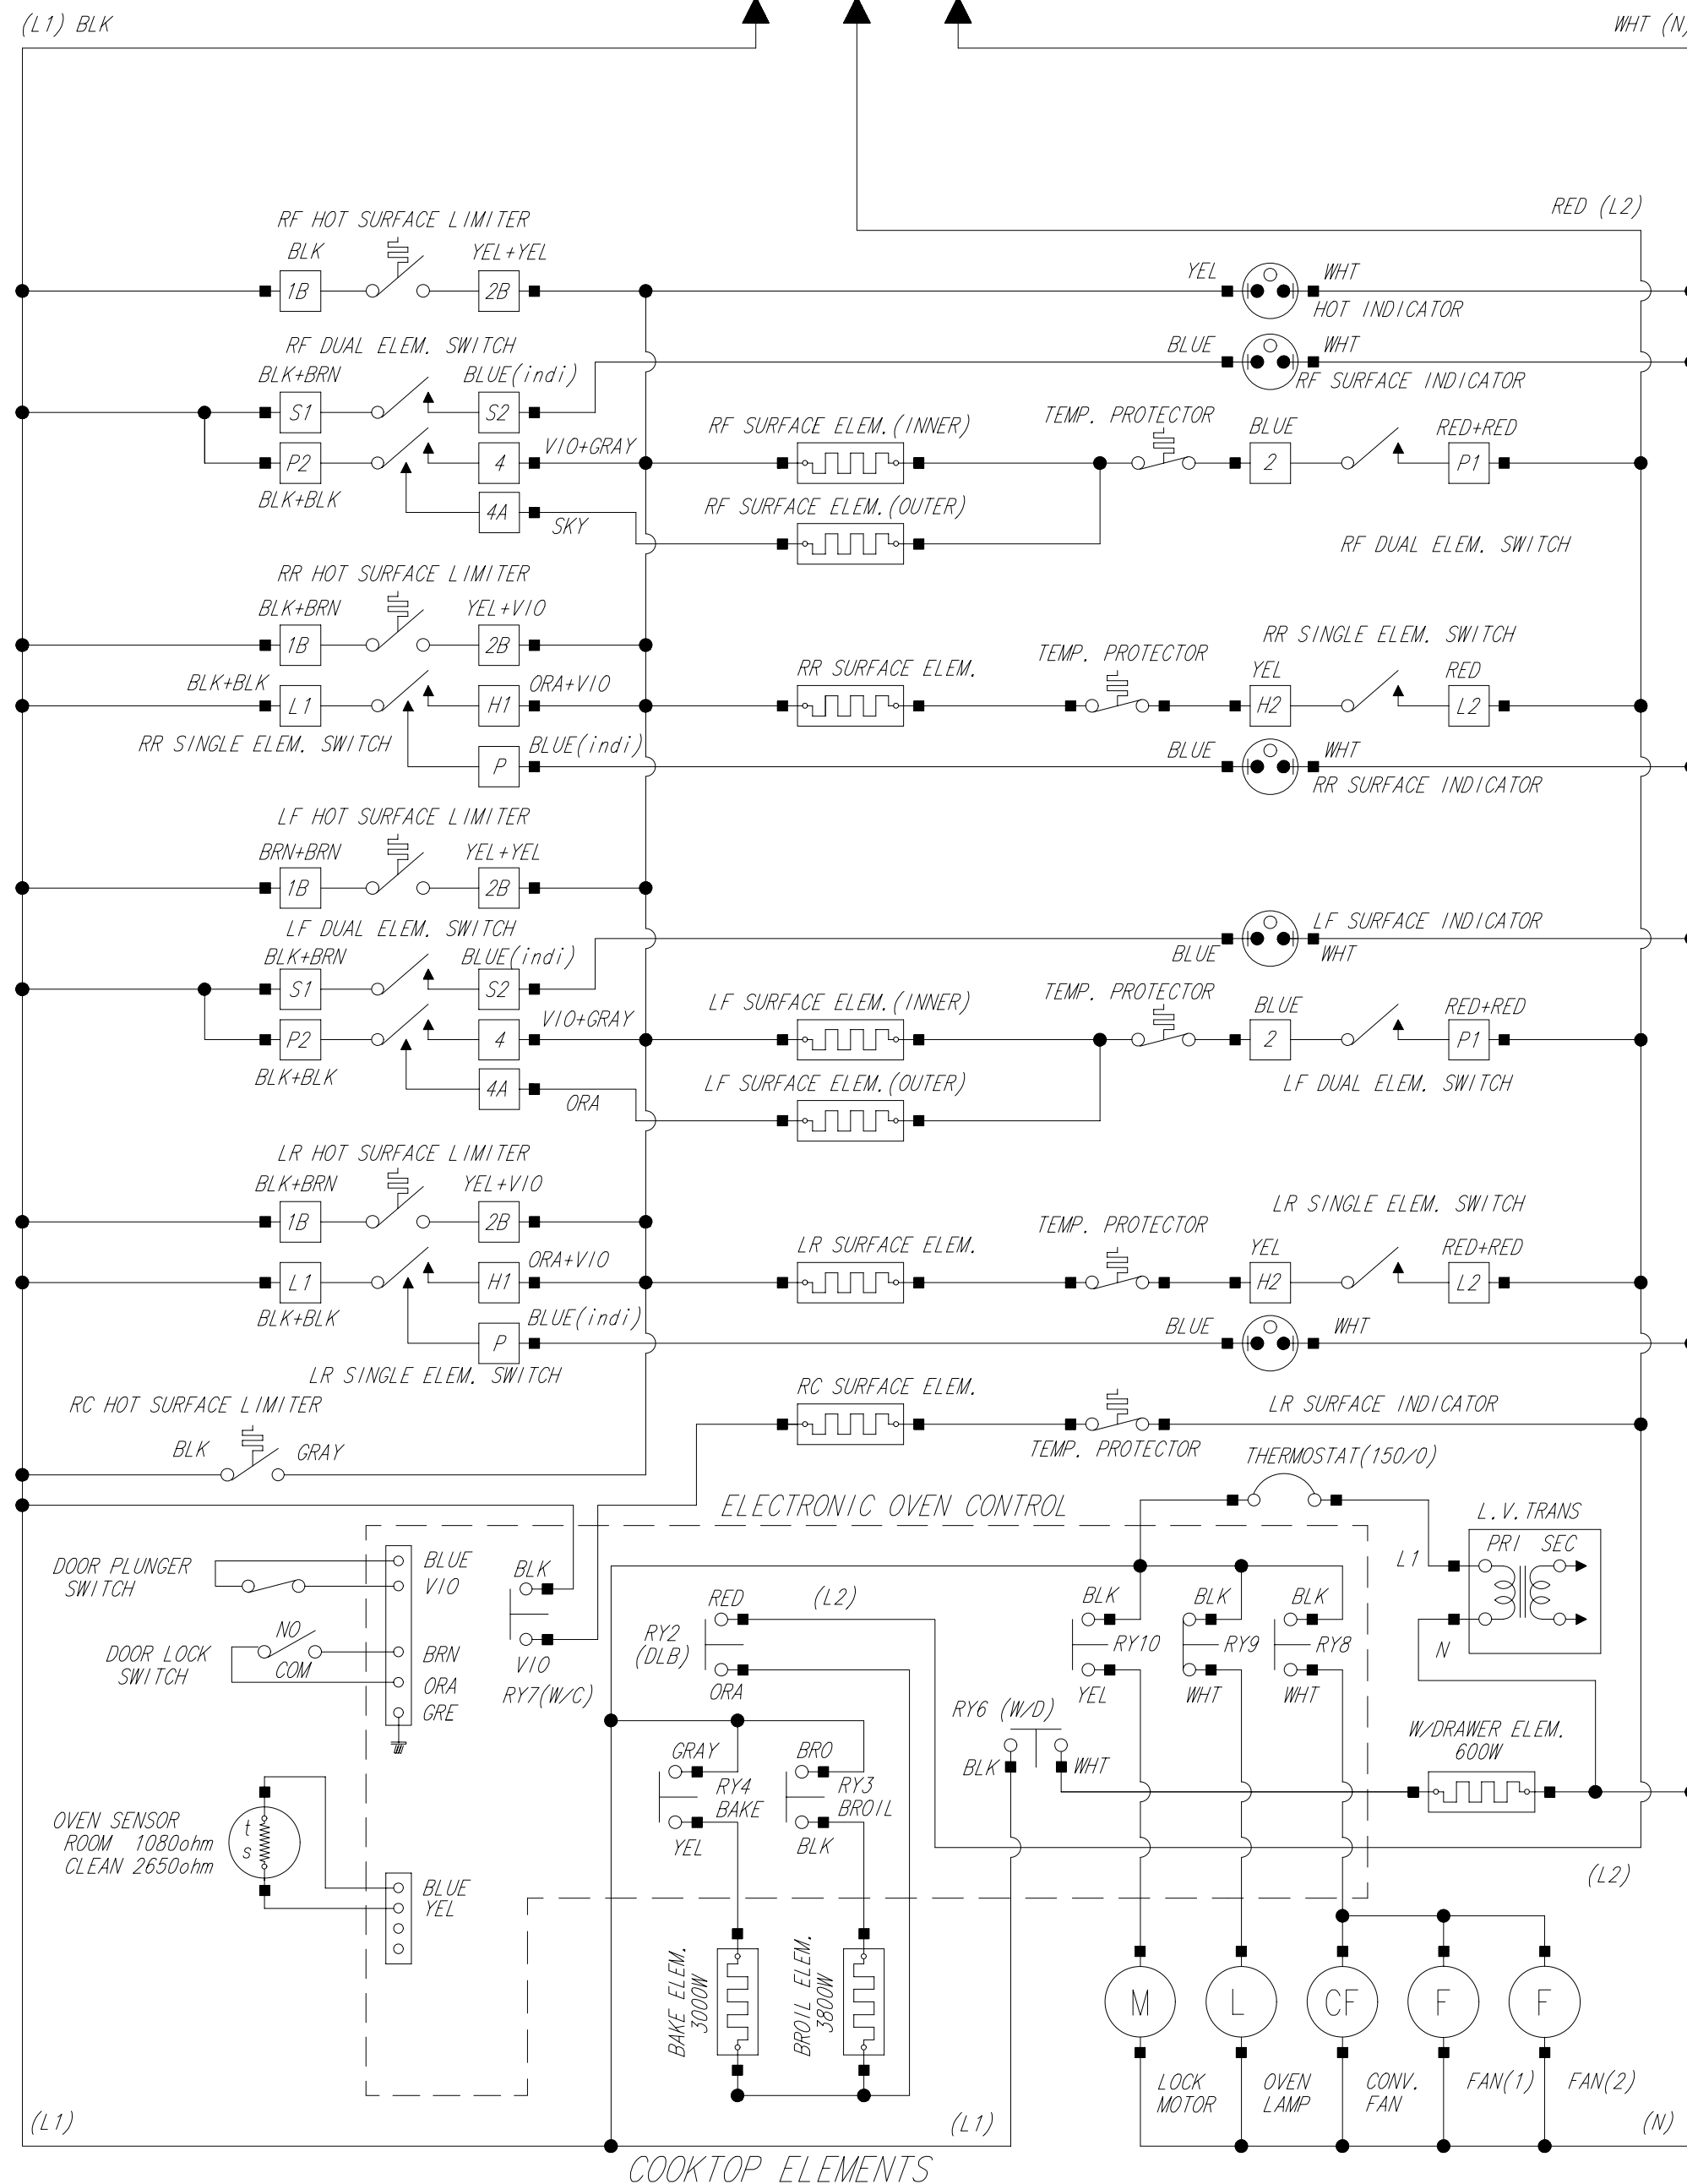 (L1) BLK
WHT (N)
RED (L2)
RF HOT SURFACE LIMITER
BLK
YEL+YEL
1B
2B
YEL
WHT
HOT INDICATOR
RF DUAL ELEM. SWITCH
BLK+BRN
BLUE(indi)
S1
S2
BLUE
WHT
RF SURFACE INDICATOR
P2
4
VIO+GRAY
BLK+BLK
4A
SKY
RF SURFACE ELEM.(INNER)
TEMP. PROTECTOR
BLUE
RED+RED
2
P1
RF SURFACE ELEM.(OUTER)
RF DUAL ELEM. SWITCH
RR HOT SURFACE LIMITER
BLK+BRN
YEL+VIO
1B
2B
BLK+BLK
L1
H1
ORA+VIO
RR SINGLE ELEM. SWITCH
P
BLUE(indi)
RR SURFACE ELEM.
TEMP. PROTECTOR
RR SINGLE ELEM. SWITCH
YEL
RED
H2
L2
BLUE
WHT
RR SURFACE INDICATOR
LF HOT SURFACE LIMITER
BRN+BRN
YEL+YEL
1B
2B
LF DUAL ELEM. SWITCH
BLK+BRN
BLUE(indi)
S1
S2
LF SURFACE INDICATOR
BLUE
WHT
P2
4
VIO+GRAY
BLK+BLK
4A
ORA
LF SURFACE ELEM.(INNER)
TEMP. PROTECTOR
BLUE
RED+RED
2
P1
LF SURFACE ELEM.(OUTER)
LF DUAL ELEM. SWITCH
LR HOT SURFACE LIMITER
BLK+BRN
YEL+VIO
1B
2B
L1
H1
ORA+VIO
BLK+BLK
P
BLUE(indi)
LR SINGLE ELEM. SWITCH
LR SURFACE ELEM.
TEMP. PROTECTOR
LR SINGLE ELEM. SWITCH
YEL
RED+RED
H2
L2
BLUE
WHT
LR SURFACE INDICATOR
RC HOT SURFACE LIMITER
BLK
GRAY
RC SURFACE ELEM.
TEMP. PROTECTOR
THERMOSTAT(150/0)
ELECTRONIC OVEN CONTROL
L.V.TRANS
PRI SEC
L1
N
DOOR PLUNGER
SWITCH
BLUE
VIO
BLK
DOOR LOCK
SWITCH
NO
COM
BRN
ORA
GRE
VIO
RY7(W/C)
RED
(L2)
RY2
(DLB)
ORA
BLK
RY10
YEL
BLK
RY9
WHT
BLK
RY8
WHT
RY6 (W/D)
BLK
WHT
W/DRAWER ELEM.
600W
GRAY
RY4
BAKE
YEL
BRO
RY3
BROIL
BLK
OVEN SENSOR
ROOM 1080ohm
CLEAN 2650ohm
t
s
BLUE
YEL
(L2)
BAKE ELEM.
3000W
BROIL ELEM.
3800W
M
L
CF
F
F
LOCK
MOTOR
OVEN
LAMP
CONV.
FAN
FAN(1)
FAN(2)
(L1)
(L1)
(N)
COOKTOP ELEMENTS